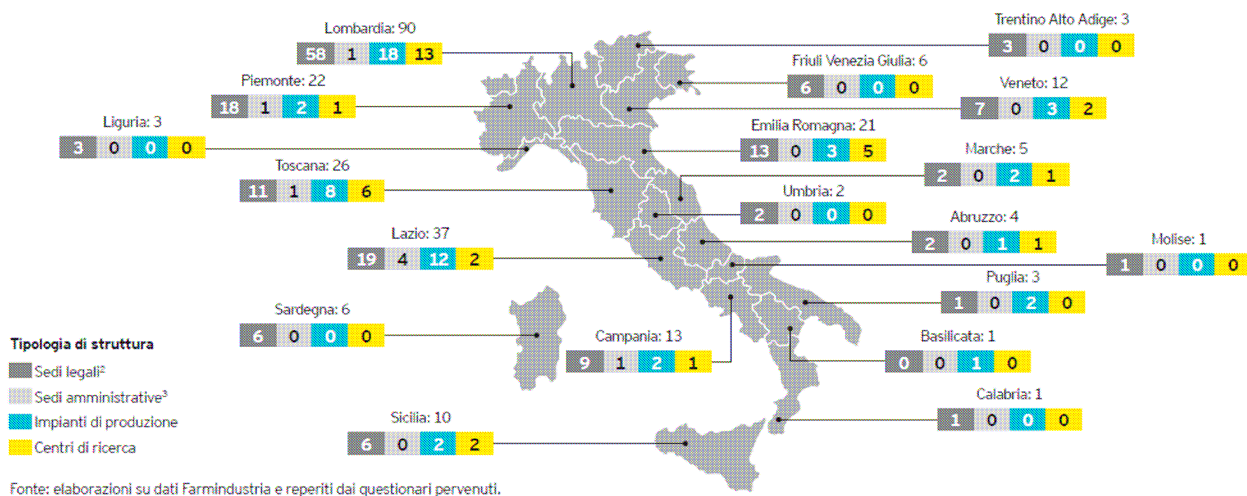 Lombardia: 90
58 1 18 13
Trentino Alto Adige: 3
3 0 0 0
Piemonte: 22
18 1 2 1
Friuli Venezia Giulia: 6
6 0 0 0
Veneto: 12
7 0 3 2
Liguria: 3
3 0 0 0
Emilia Romagna: 21
13 0 3 5
Marche: 5
2 0 2 1
Toscana: 26
11 1 8 6
Umbria: 2
2 0 0 0
Abruzzo: 4
2 0 1 1
Lazio: 37
19 4 12 2
Molise: 1
1 0 0 0
Puglia: 3
1 0 2 0
Sardegna: 6
6 0 0 0
Campania: 13
9 1 2 1
Basilicata: 1
0 0 1 0
Calabria: 1
1 0 0 0
Sicilia: 10
6 0 2 2
Tipologia di struttura
Sedi legali²
Sedi amministrative³
Impianti di produzione
Centri di ricerca
Fonte: elaborazioni su dati Farmindustria e reperiti dai questionari pervenuti.